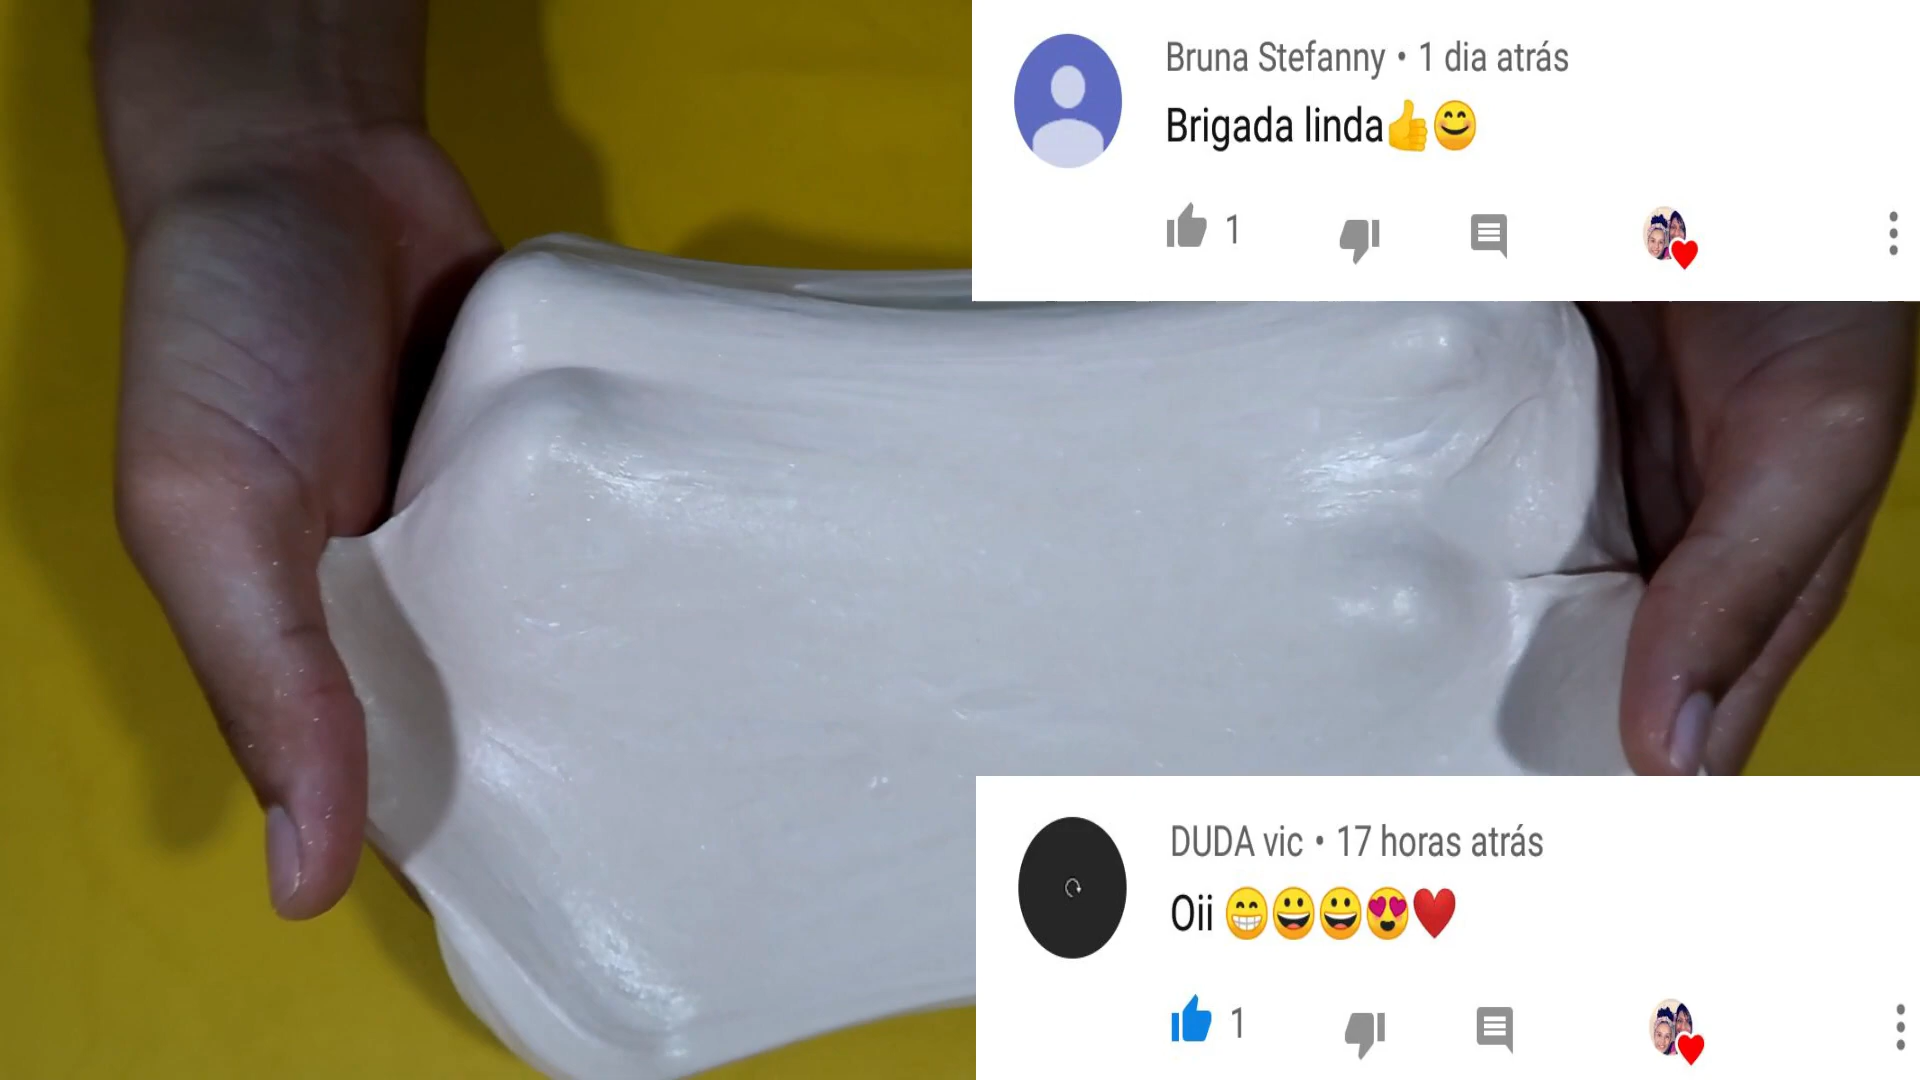 Bruna Stefanny • 1 dia atrás
Brigada linda👍😊
1
DUDA vic • 17 horas atrás
Oii 😁😃😃😍❤️
1